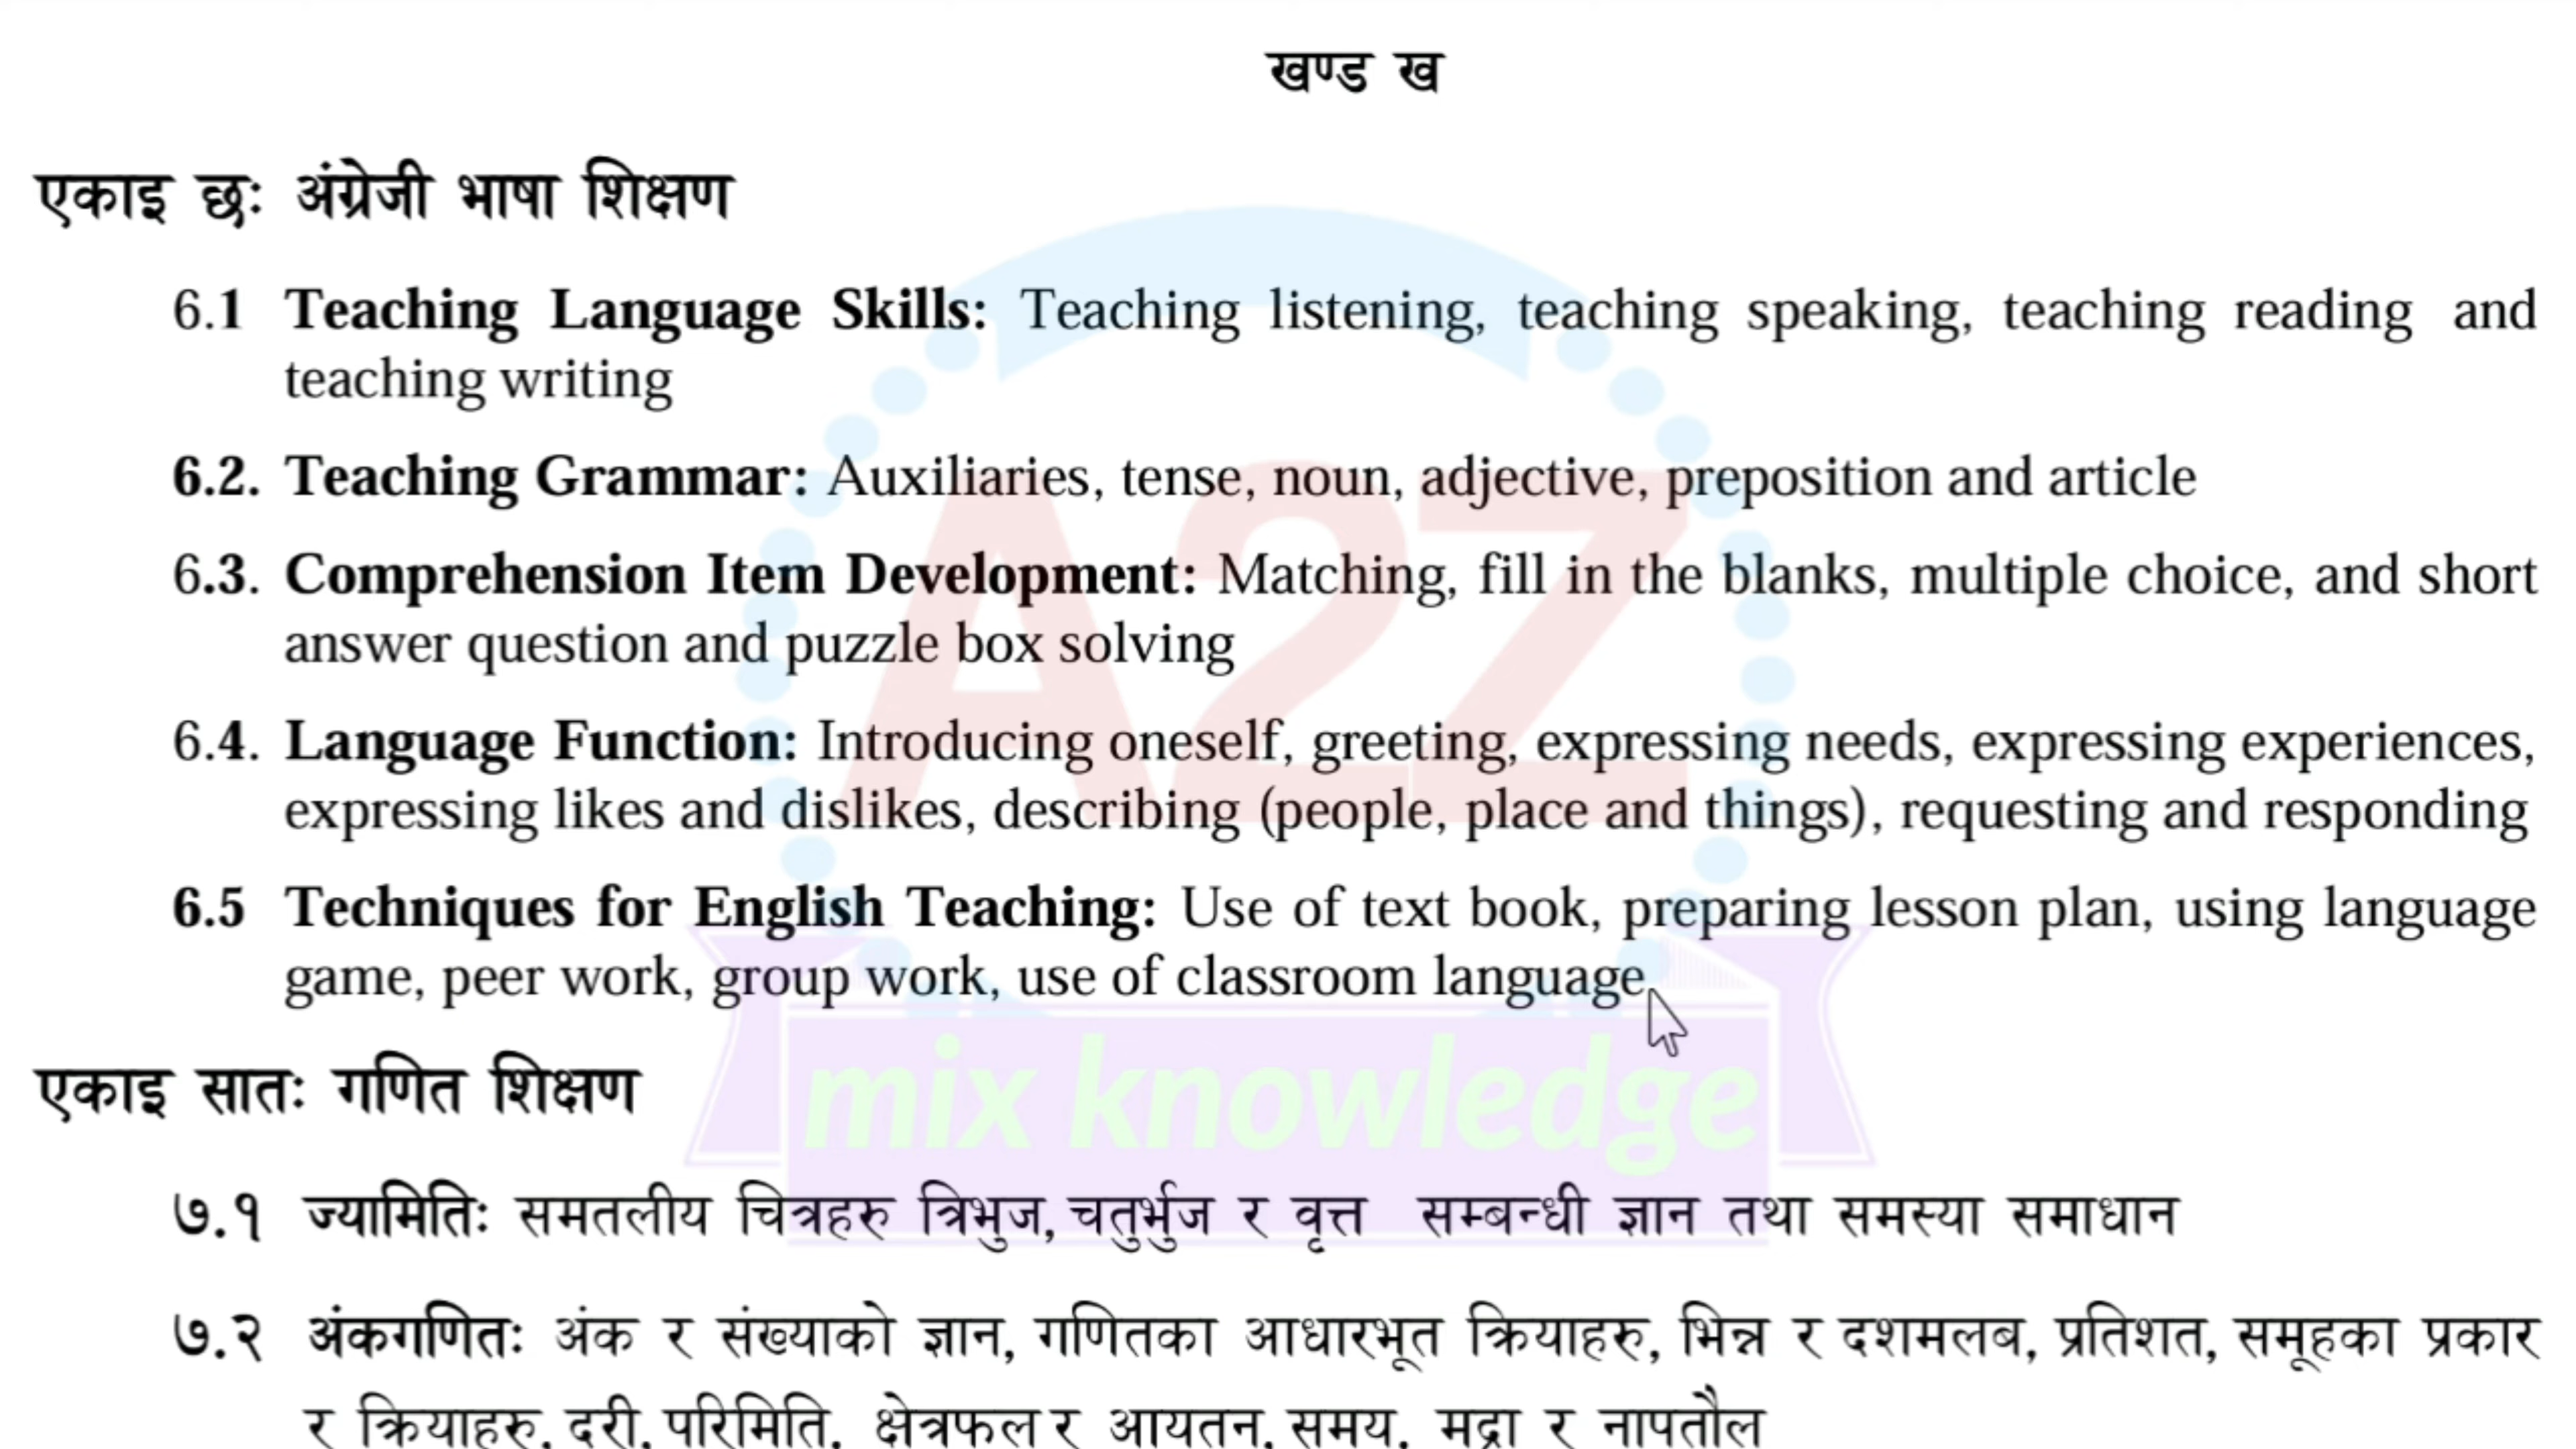 खण्ड ख
एकाइ छः अंग्रेजी भाषा शिक्षण
6.1 Teaching Language Skills: Teaching listening, teaching speaking, teaching reading and
teaching writing
6.2. Teaching Grammar: Auxiliaries, tense, noun, adjective, preposition and article
6.3. Comprehension Item Development: Matching, fill in the blanks, multiple choice, and short
answer question and puzzle box solving
6.4. Language Function: Introducing oneself, greeting, expressing needs, expressing experiences,
expressing likes and dislikes, describing (people, place and things), requesting and responding
6.5 Techniques for English Teaching: Use of text book, preparing lesson plan, using language
game, peer work, group work, use of classroom language.
A2Z
mix knowledge
एकाइ सातः गणित शिक्षण
७.१ ज्यामितिः समतलीय चित्रहरु त्रिभुज, चतुर्भुज र वृत्त सम्बन्धी ज्ञान तथा समस्या समाधान
७.२ अंकगणितः अंक र संख्याको ज्ञान, गणितका आधारभूत क्रियाहरु, भिन्न र दशमलब, प्रतिशत, समूहका प्रकार
र क्रियाहरु, दरी, परिमिति, क्षेत्रफल र आयतन, समय, मुद्रा र नापतौल